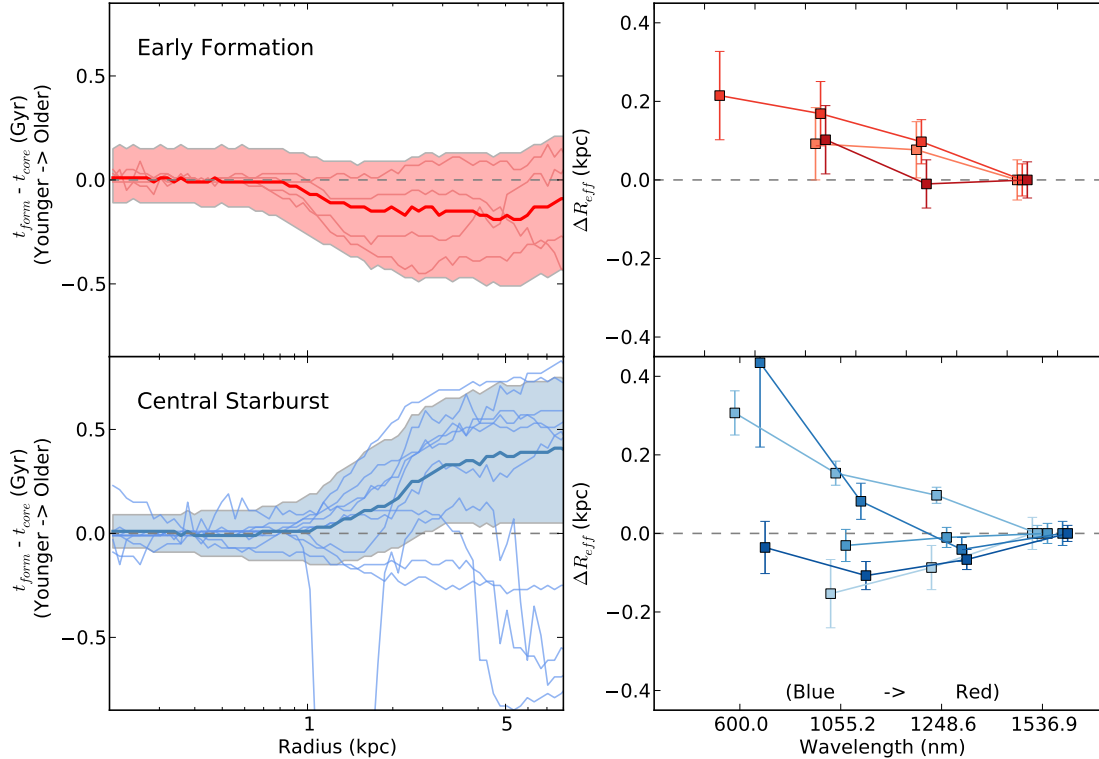 Early Formation
0.5
0.0
−0.5
t_form - t_core (Gyr)
(Younger -> Older)
0.4
0.2
0.0
−0.2
−0.4
ΔR_eff (kpc)
Central Starburst
0.5
0.0
−0.5
t_form - t_core (Gyr)
(Younger -> Older)
1
5
Radius (kpc)
0.4
0.2
0.0
−0.2
−0.4
ΔR_eff (kpc)
(Blue -> Red)
600.0 1055.2 1248.6 1536.9
Wavelength (nm)